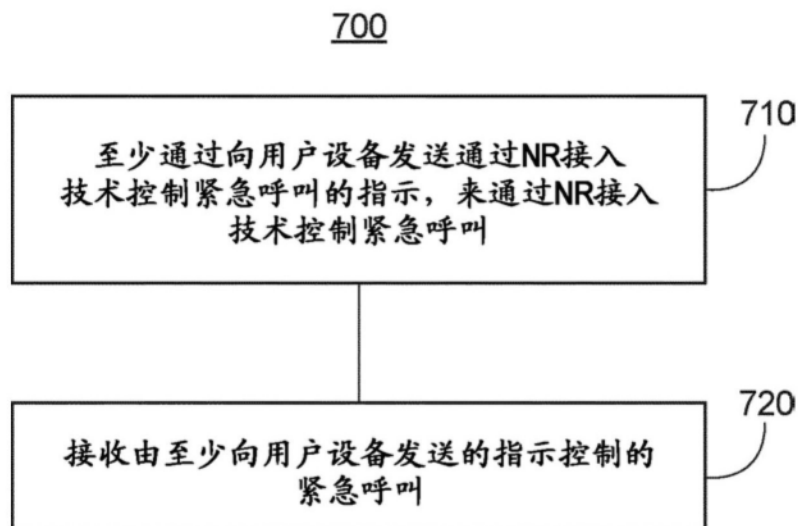 700
710
至少通过向用户设备发送通过NR接入
技术控制紧急呼叫的指示，来通过NR接入
技术控制紧急呼叫
720
接收由至少向用户设备发送的指示控制的
紧急呼叫